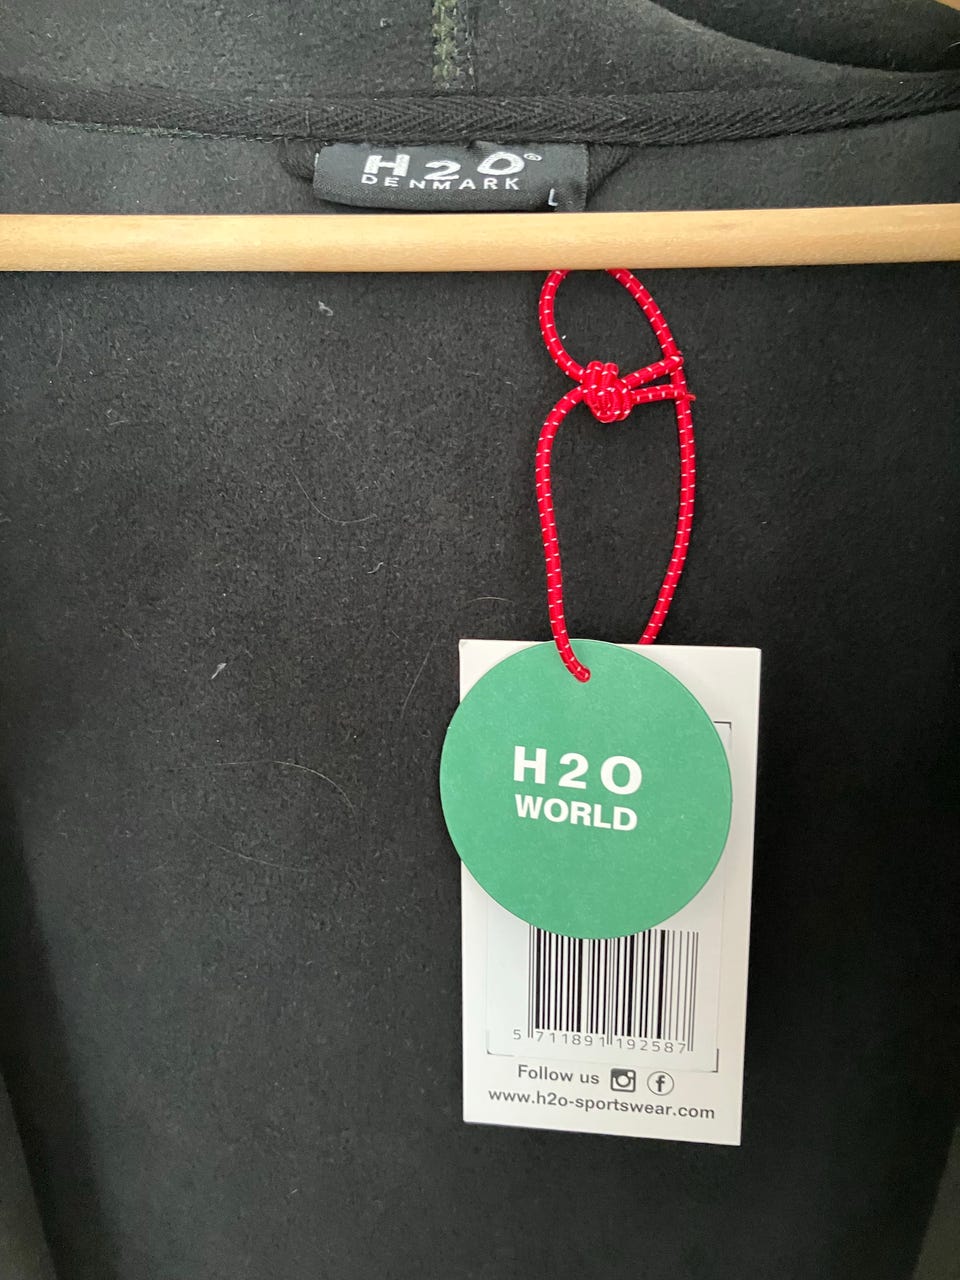 H2O®
DENMARK
L
H2O
WORLD
5 711891 192587
Follow us
www.h2o-sportswear.com